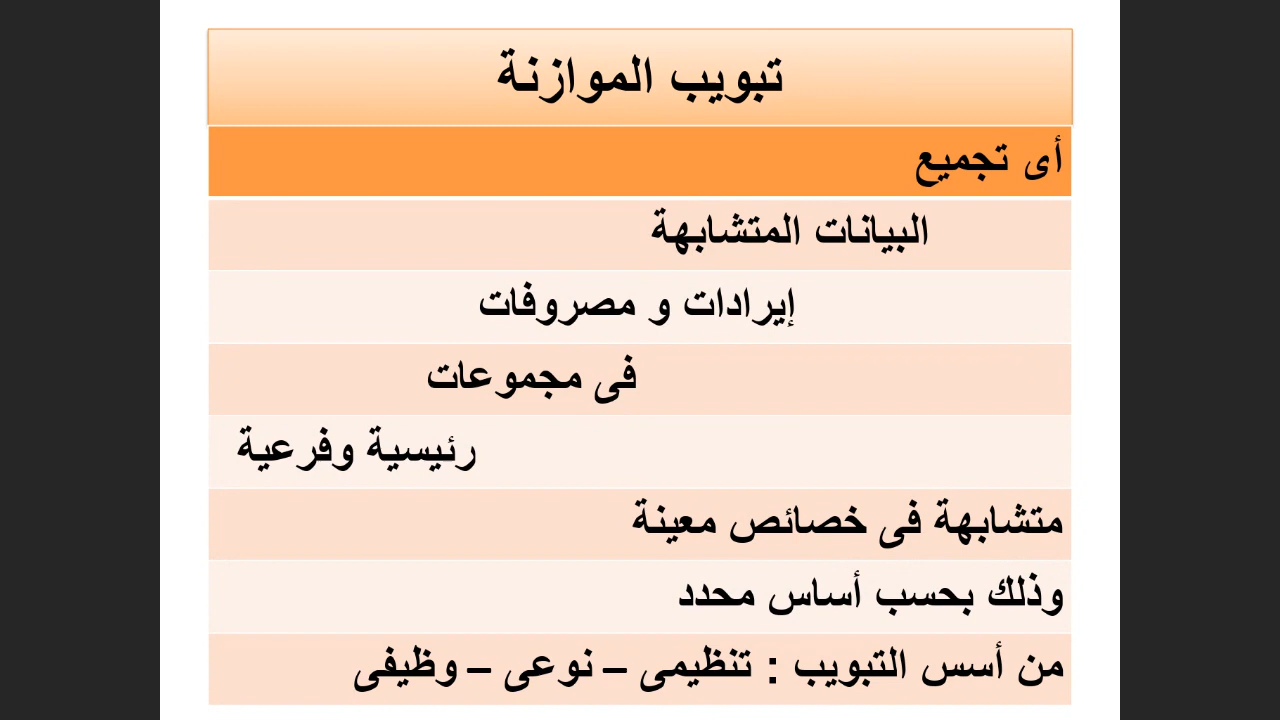 تبويب الموازنة
أى تجميع
البيانات المتشابهة
إيرادات و مصروفات
فى مجموعات
رئيسية وفرعية
متشابهة فى خصائص معينة
وذلك بحسب أساس محدد
من أسس التبويب : تنظيمى – نوعى – وظيفى